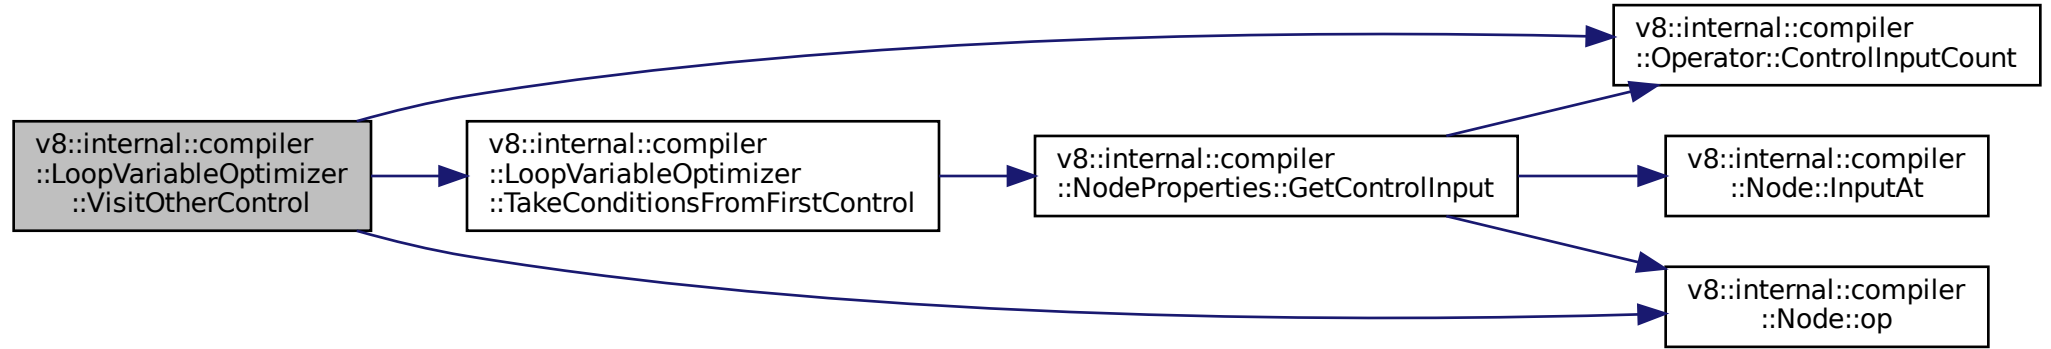 v8::internal::compiler
::LoopVariableOptimizer
::VisitOtherControl
v8::internal::compiler
::LoopVariableOptimizer
::TakeConditionsFromFirstControl
v8::internal::compiler
::NodeProperties::GetControlInput
v8::internal::compiler
::Operator::ControlInputCount
v8::internal::compiler
::Node::InputAt
v8::internal::compiler
::Node::op